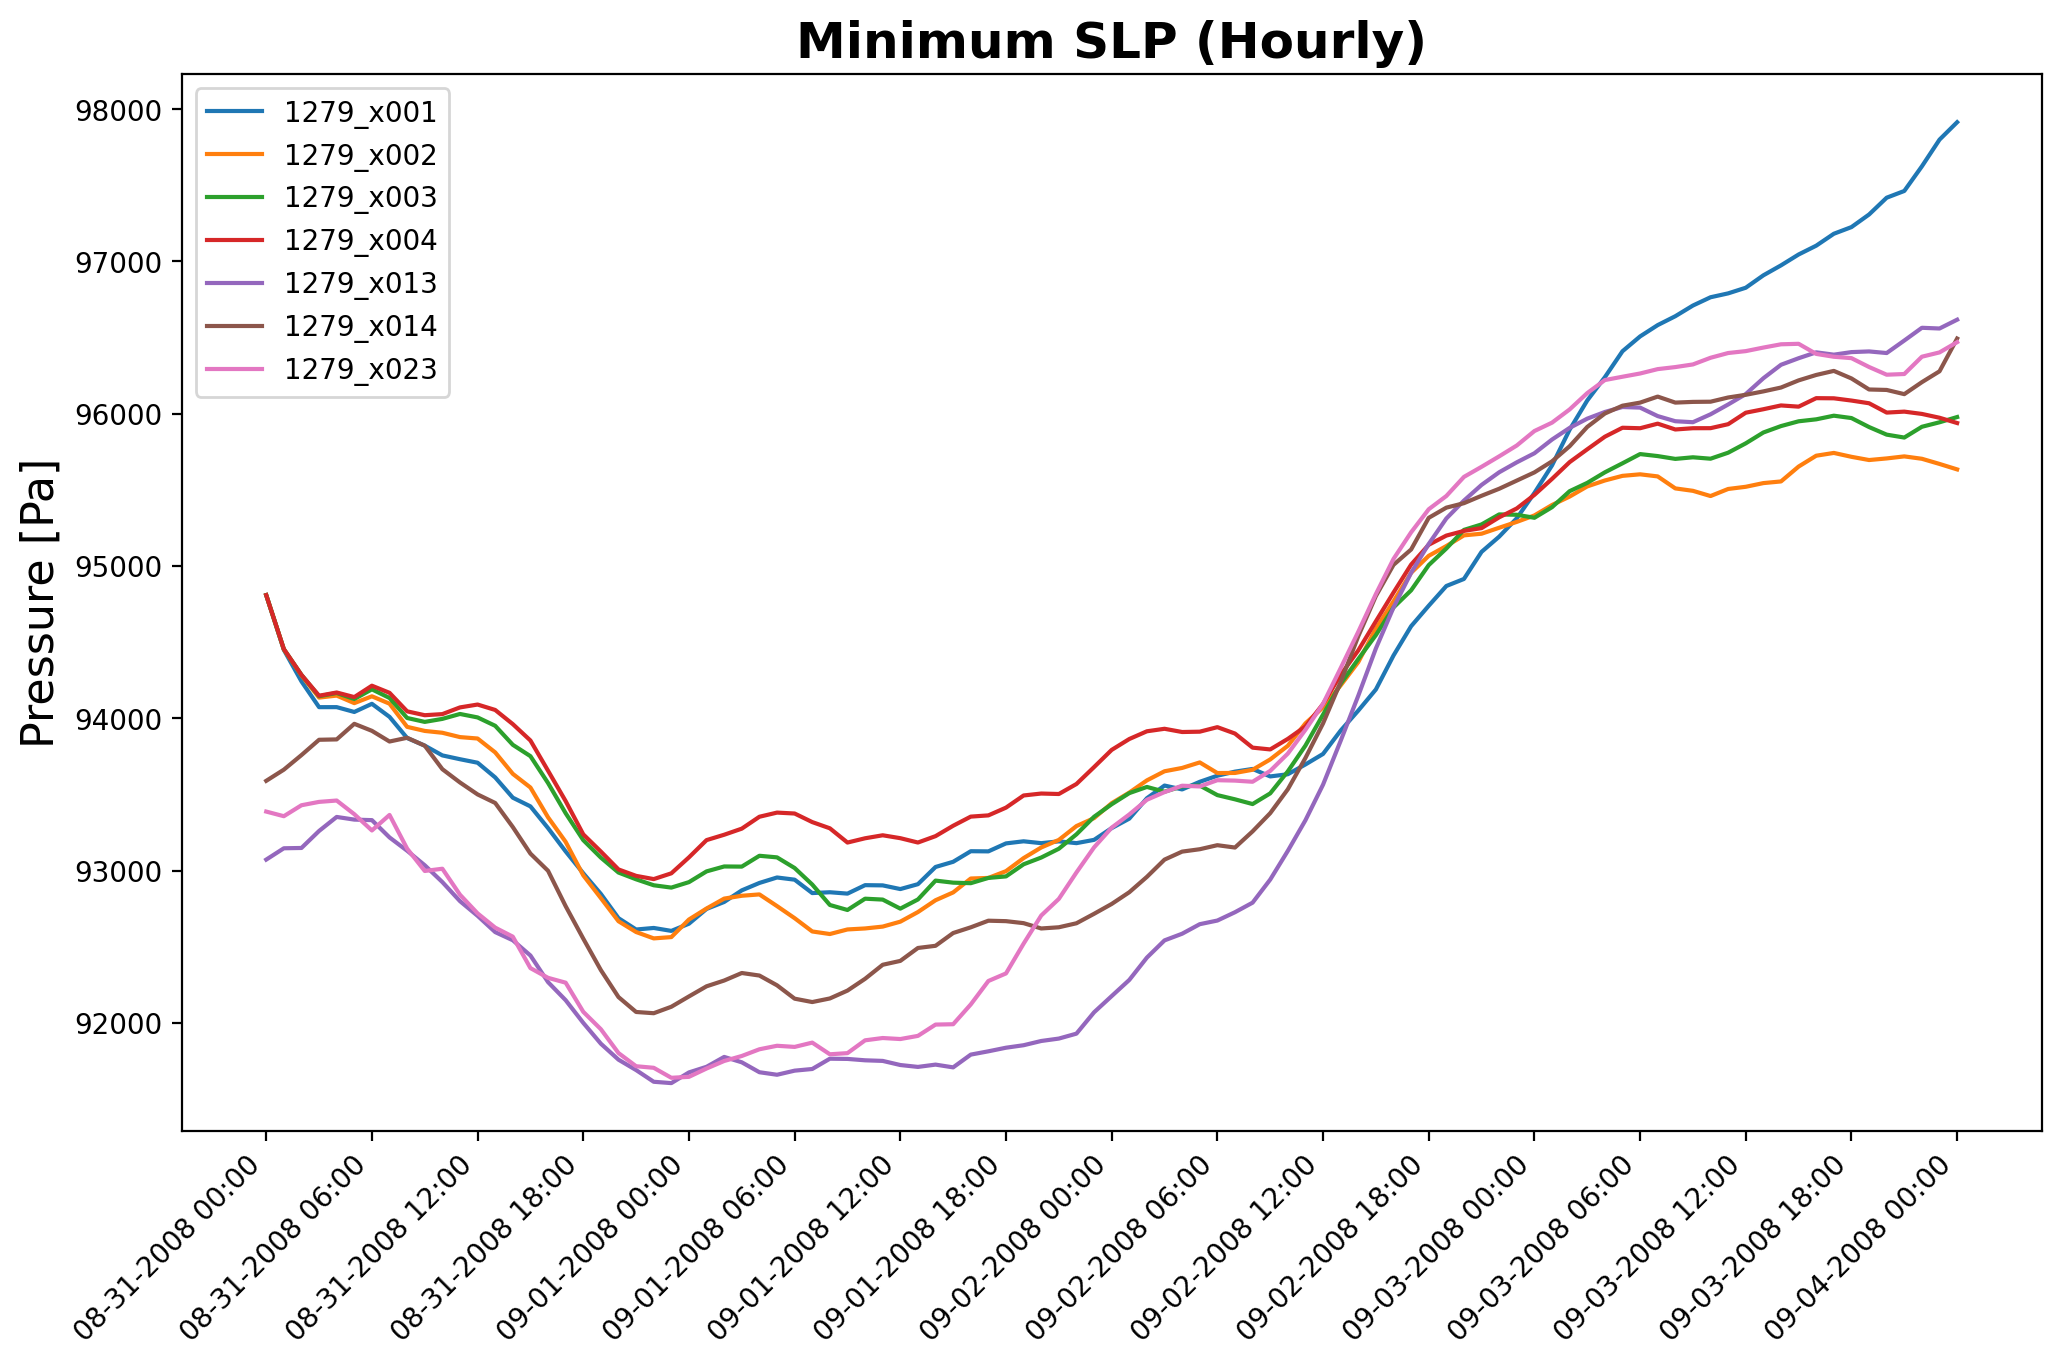 Minimum SLP (Hourly)
1279_x001
1279_x002
1279_x003
1279_x004
1279_x013
1279_x014
1279_x023
Pressure [Pa]
98000
97000
96000
95000
94000
93000
92000
08-31-2008 00:00
08-31-2008 06:00
08-31-2008 12:00
08-31-2008 18:00
09-01-2008 00:00
09-01-2008 06:00
09-01-2008 12:00
09-01-2008 18:00
09-02-2008 00:00
09-02-2008 06:00
09-02-2008 12:00
09-02-2008 18:00
09-03-2008 00:00
09-03-2008 06:00
09-03-2008 12:00
09-03-2008 18:00
09-04-2008 00:00